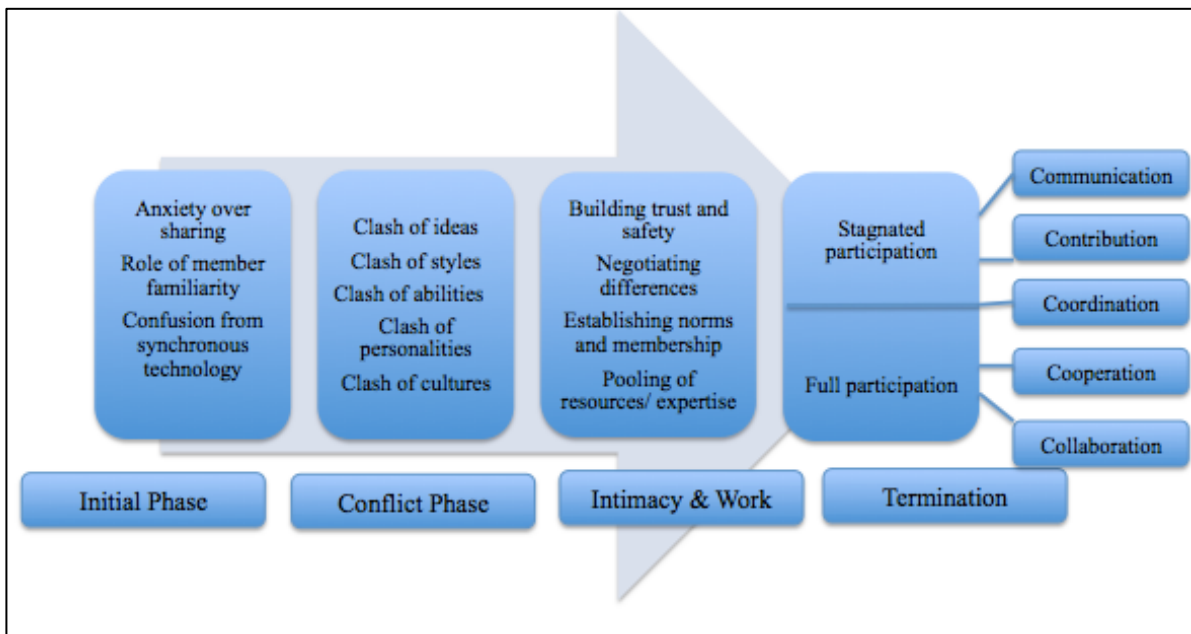 Anxiety over
sharing
Role of member
familiarity
Confusion from
synchronous
technology
Clash of ideas
Clash of styles
Clash of abilities
Clash of
personalities
Clash of cultures
Building trust and
safety
Negotiating
differences
Establishing norms
and membership
Pooling of
resources/ expertise
Stagnated
participation
Full participation
Communication
Contribution
Coordination
Cooperation
Collaboration
Initial Phase
Conflict Phase
Intimacy & Work
Termination